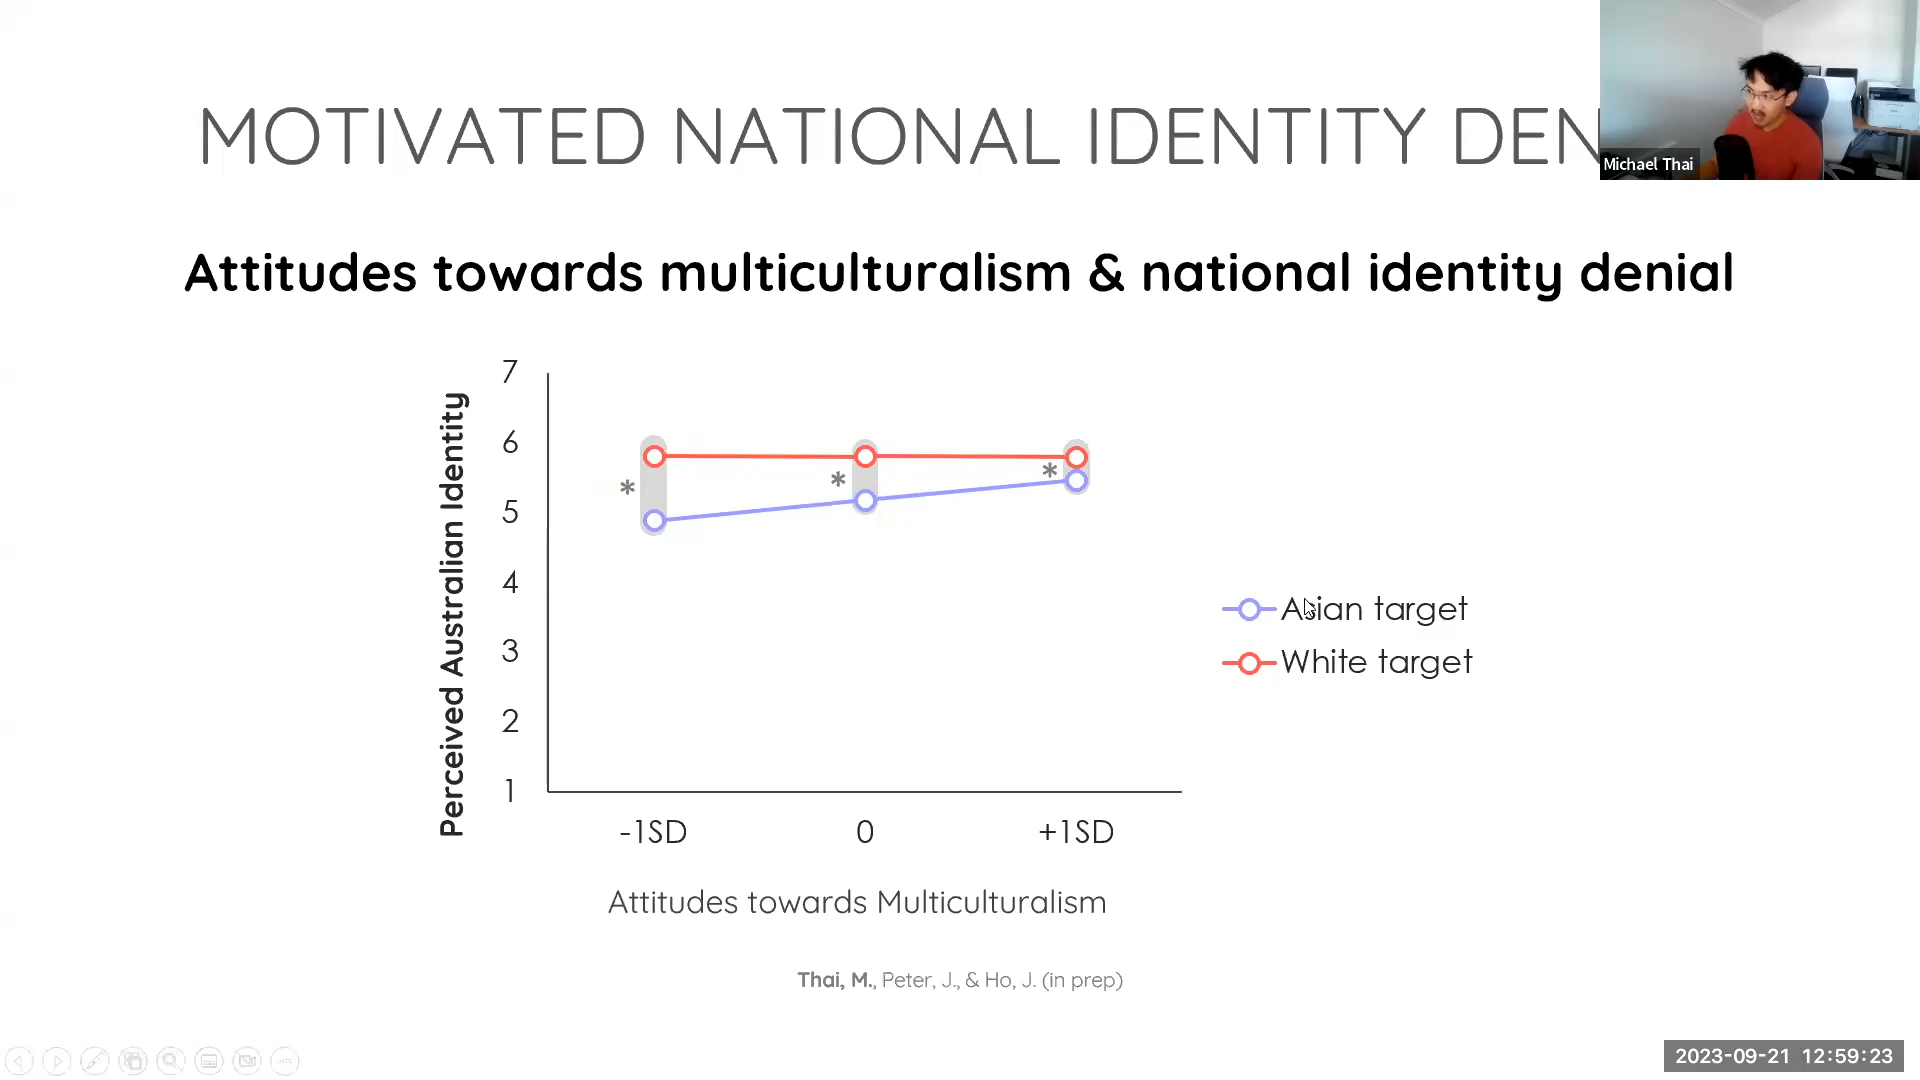 MOTIVATED NATIONAL IDENTITY DEN
Michael Thai
Attitudes towards multiculturalism & national identity denial
Perceived Australian Identity
7
6
5
4
3
2
1
*
*
*
Asian target
White target
-1SD 0 +1SD
Attitudes towards Multiculturalism
Thai, M., Peter, J., & Ho, J. (in prep)
2023-09-21 12:59:23